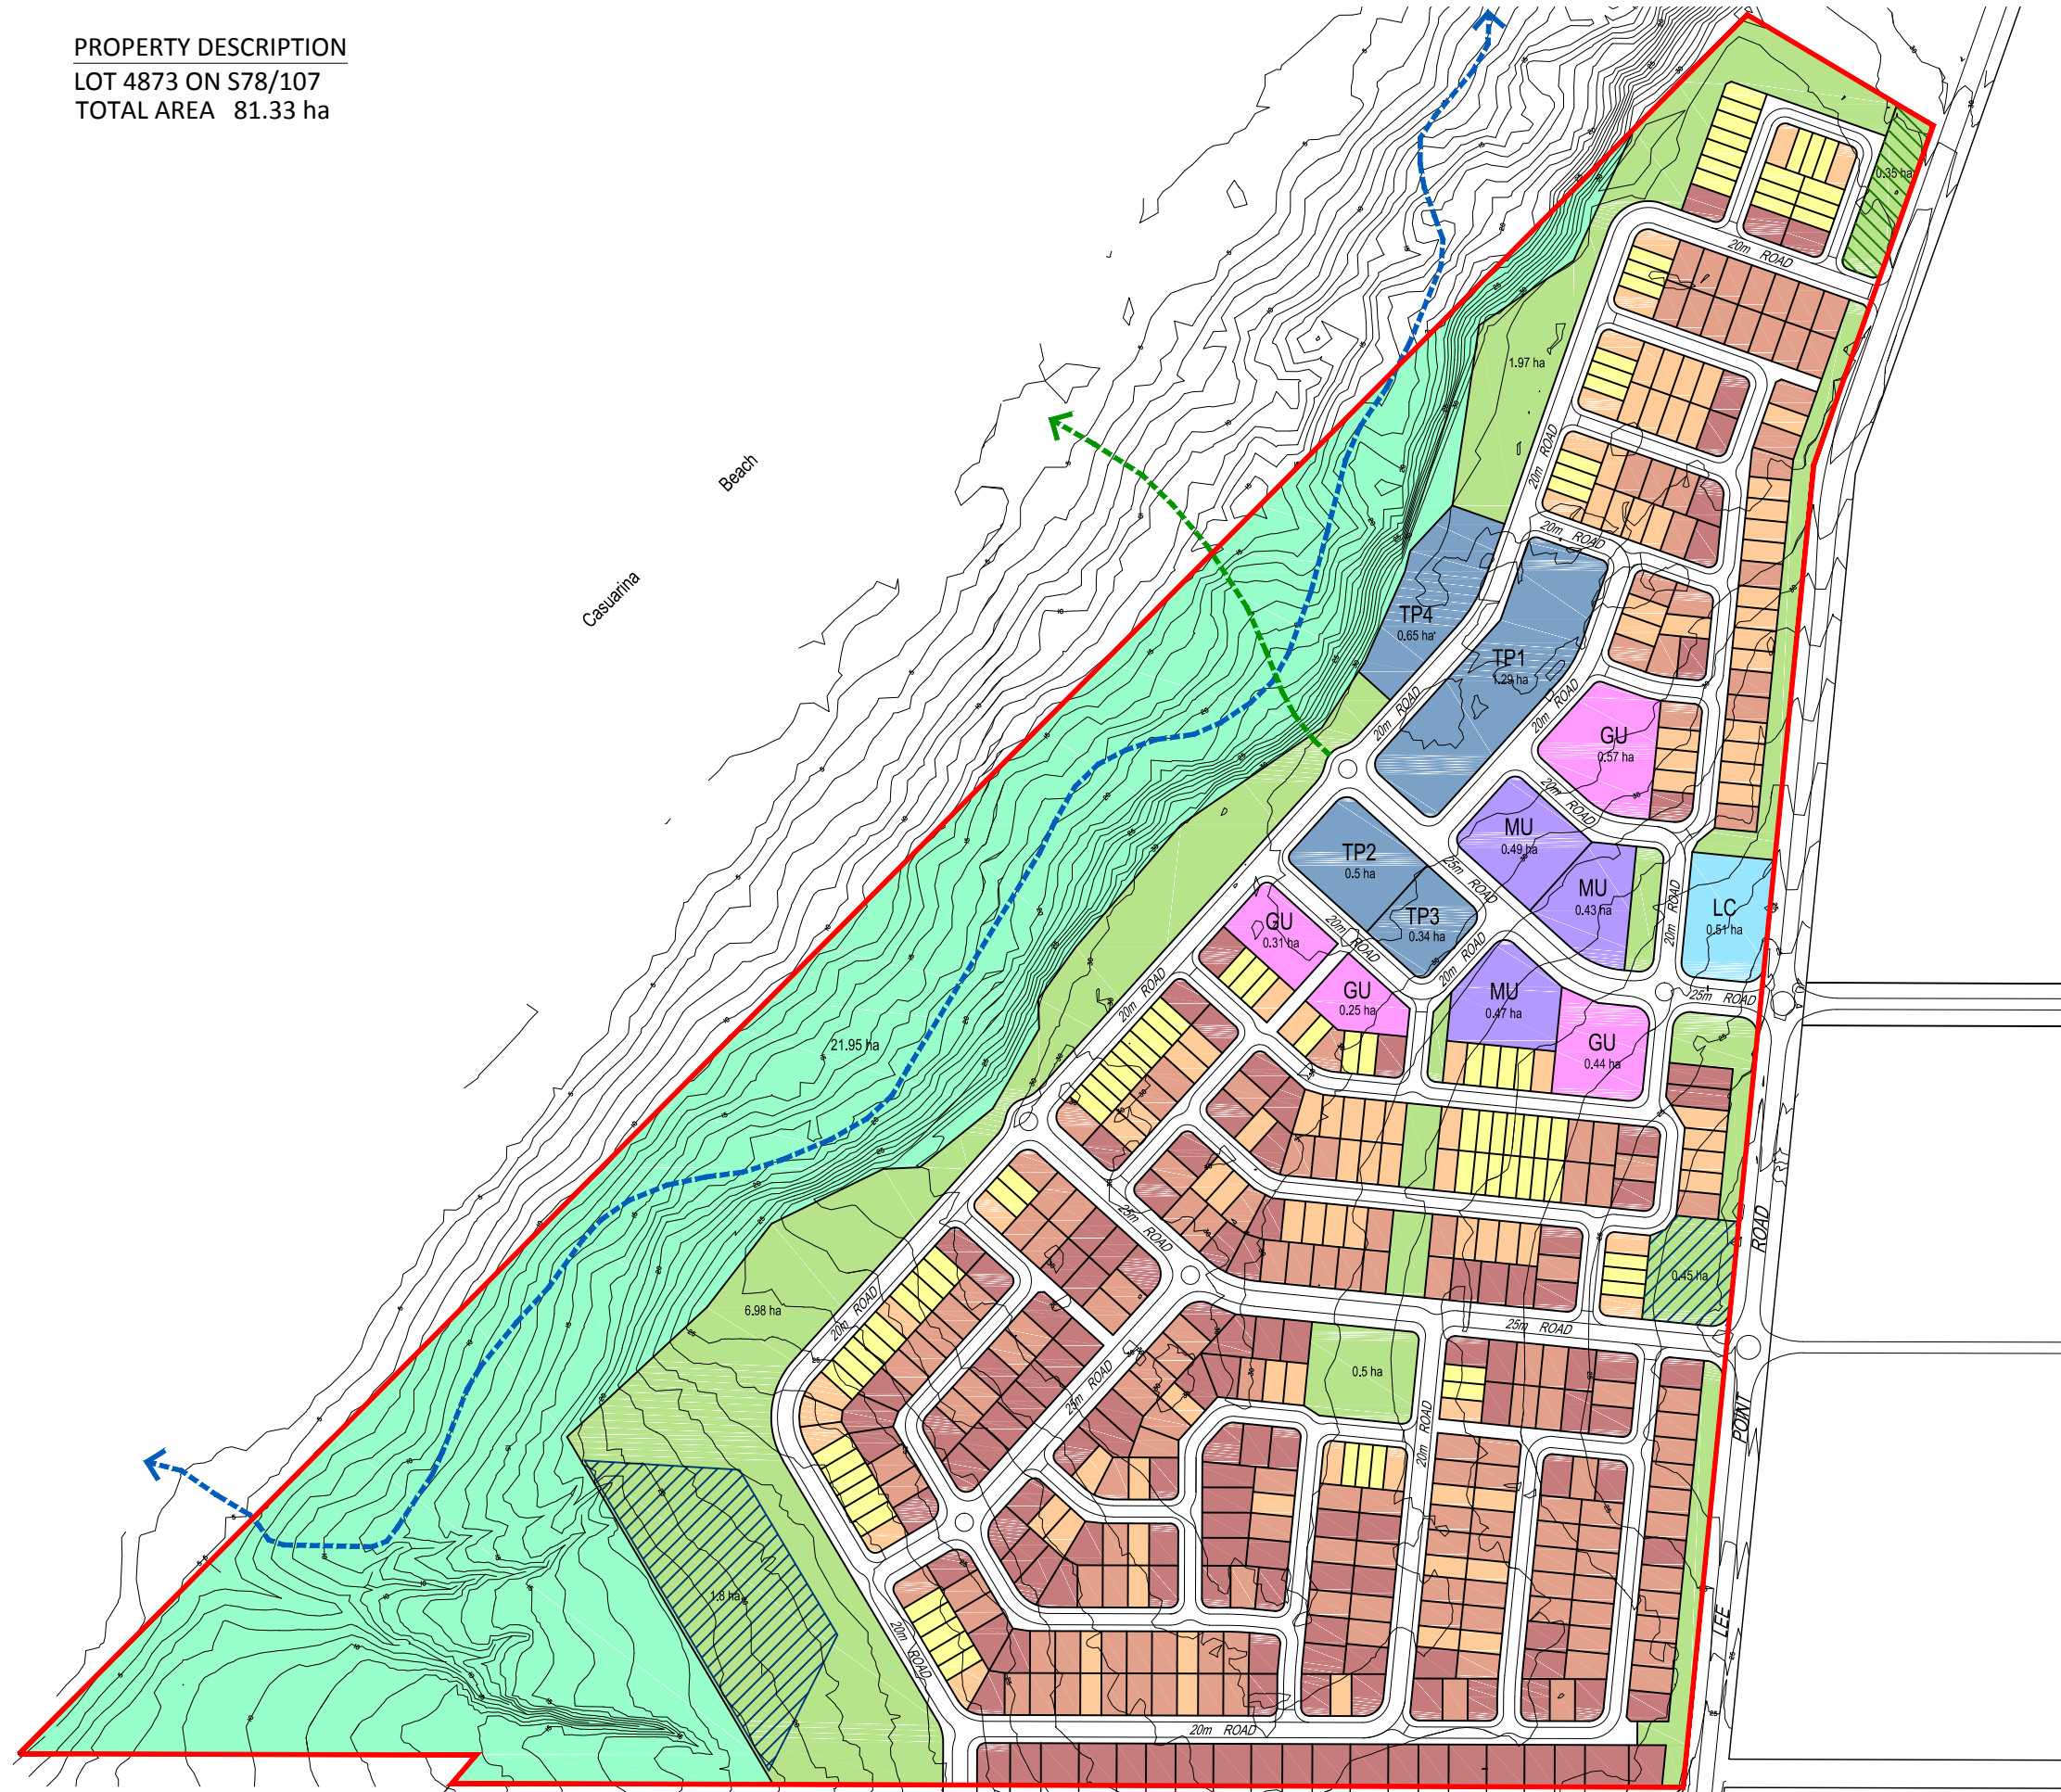 PROPERTY DESCRIPTION
LOT 4873 ON S78/107
TOTAL AREA 81.33 ha
0.35 ha
20m ROAD
1.97 ha
20m ROAD
Beach
20m ROAD
Casuarina
TP4
0.65 ha
TP1
1.29 ha
20m ROAD
20m ROAD
GU
0.57 ha
20m ROAD
MU
0.49 ha
TP2
0.5 ha
25m ROAD
MU
0.43 ha
LC
0.51 ha
20m ROAD
GU
0.31 ha
TP3
0.34 ha
20m ROAD
20m ROAD
20m ROAD
GU
0.25 ha
MU
0.47 ha
25m ROAD
GU
0.44 ha
21.95 ha
25m ROAD
0.45 ha
6.98 ha
20m ROAD
25m ROAD
0.5 ha
25m ROAD
20m ROAD
LEE POINT ROAD
1.8 ha
20m ROAD
20m ROAD